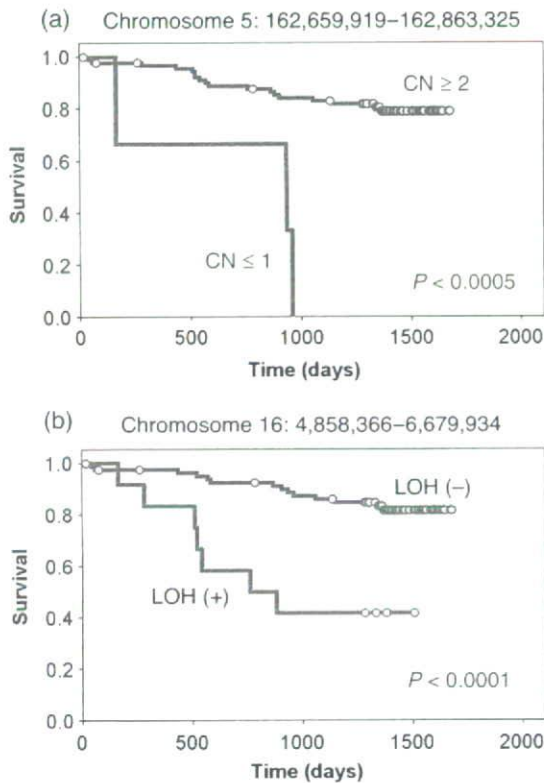 (a) Chromosome 5: 162,659,919–162,863,325
1.0
0.8
0.6
0.4
0.2
0.0
Survival
CN ≥ 2
CN ≤ 1
P < 0.0005
0 500 1000 1500 2000
Time (days)
(b) Chromosome 16: 4,858,366–6,679,934
1.0
0.8
0.6
0.4
0.2
0.0
Survival
LOH (–)
LOH (+)
P < 0.0001
0 500 1000 1500 2000
Time (days)